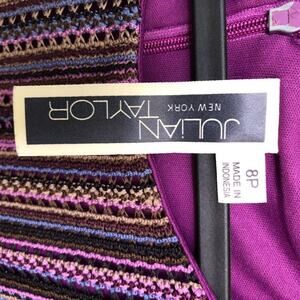 JULiAN
TAYLOR
NEW YORK
8P
MADE IN
INDONESIA